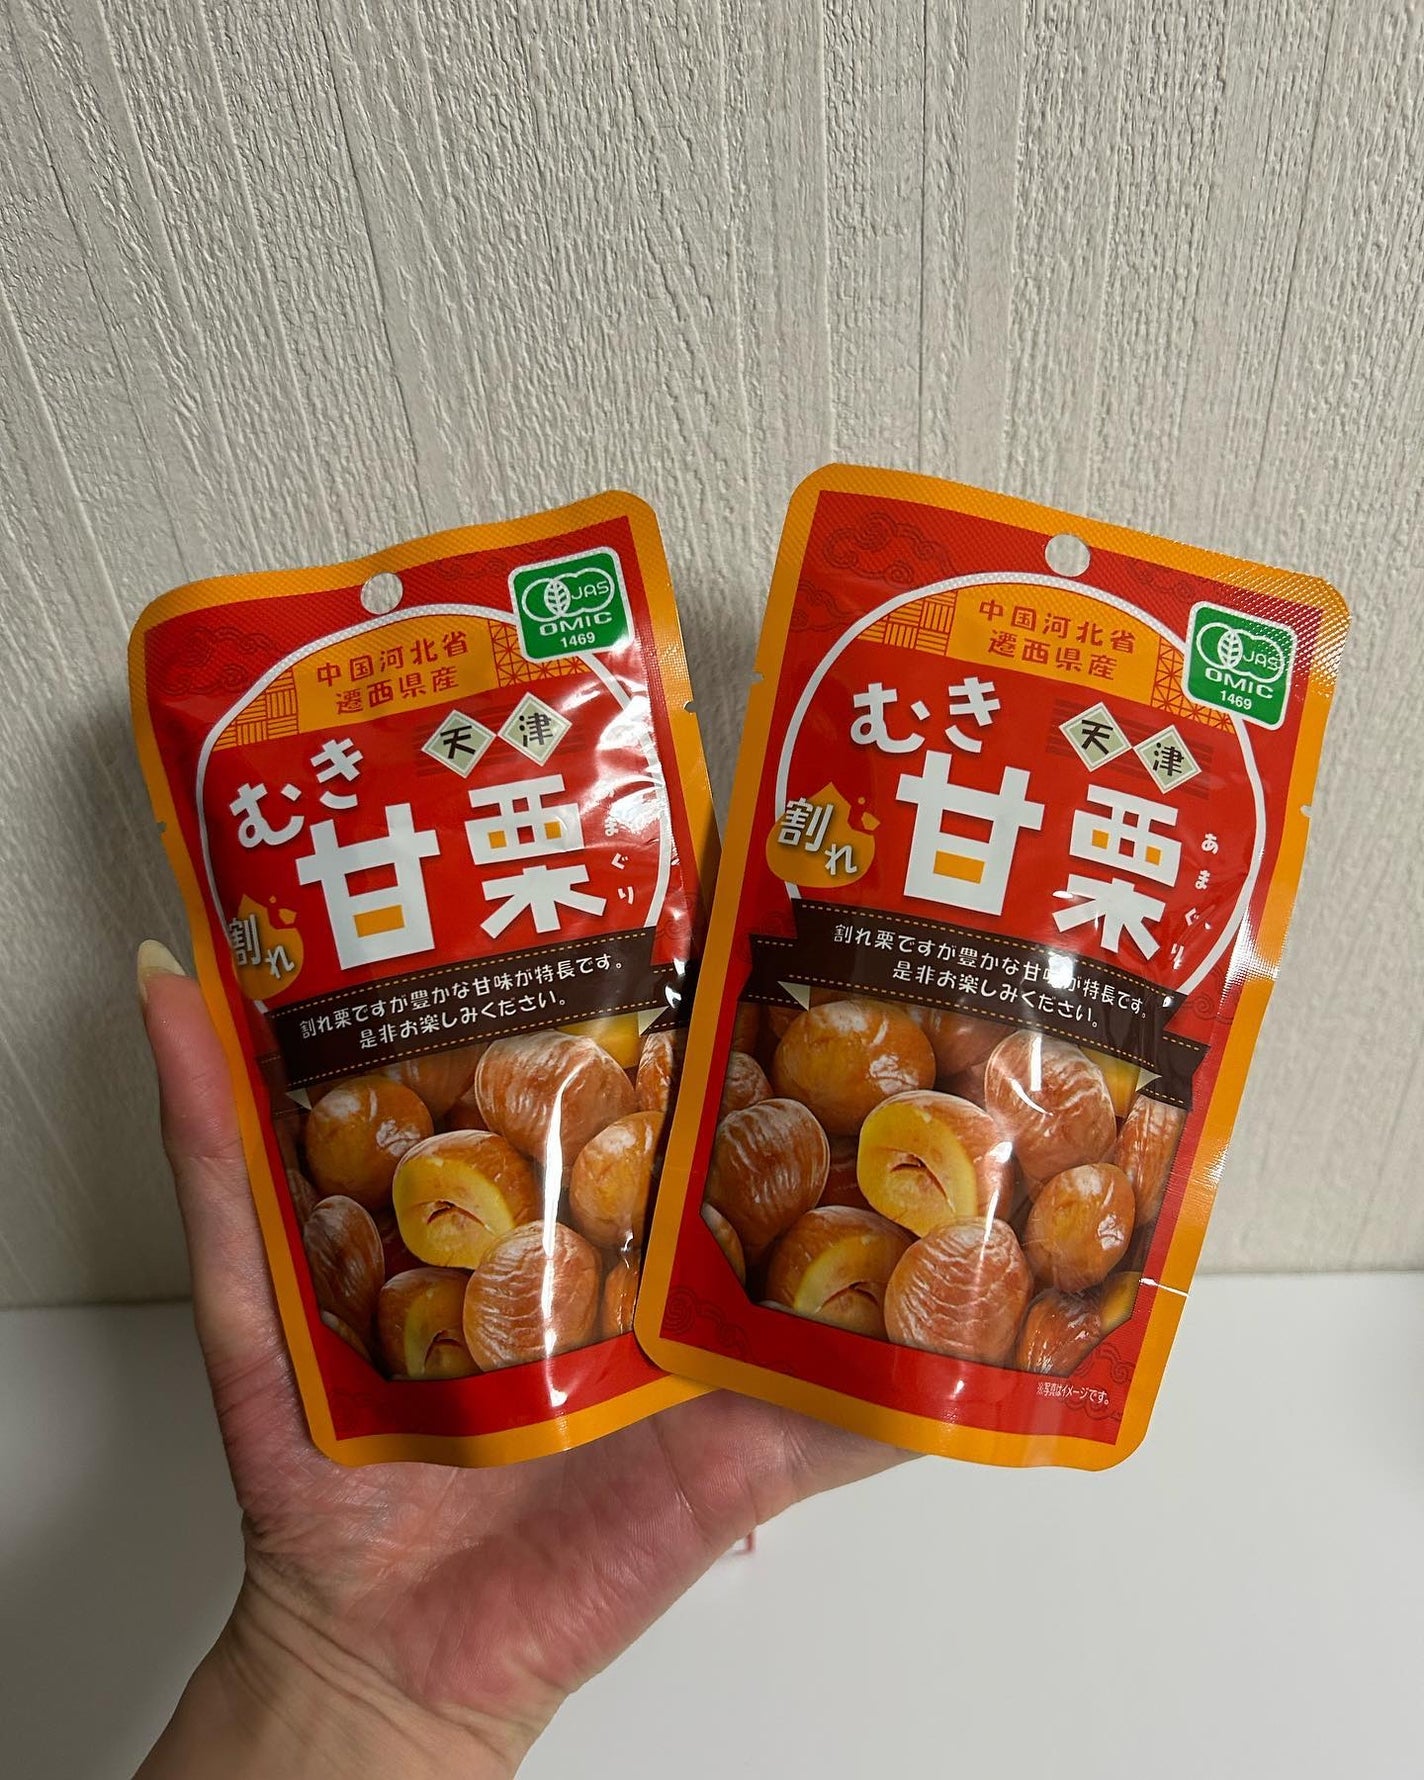 JAS
OMIC
1469
中国河北省
遷西県産
天津
むき
甘栗
まぐり
割れ
割れ栗ですが豊かな甘味が特長です。
是非お楽しみください。
JAS
OMIC
1469
中国河北省
遷西県産
天津
むき
甘栗
あまぐり
割れ
割れ栗ですが豊かな甘味が特長です。
是非お楽しみください。
※写真はイメージです。